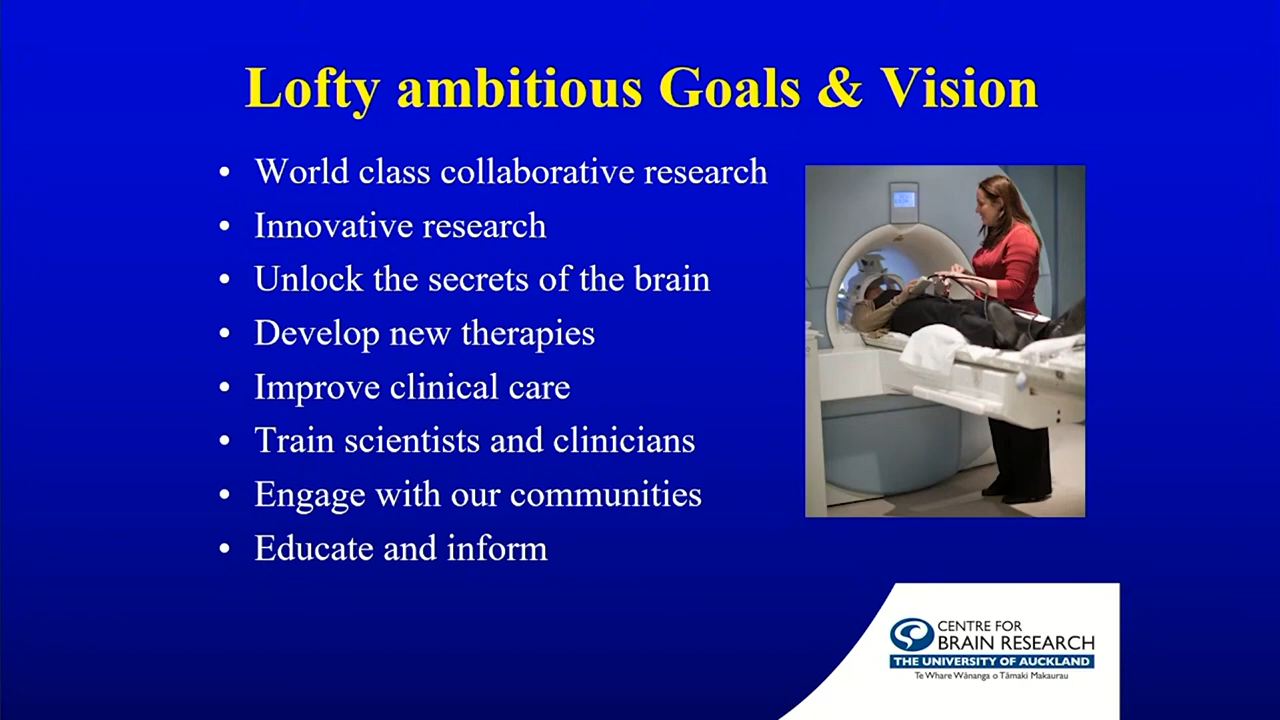 Lofty ambitious Goals & Vision
• World class collaborative research
• Innovative research
• Unlock the secrets of the brain
• Develop new therapies
• Improve clinical care
• Train scientists and clinicians
• Engage with our communities
• Educate and inform
CENTRE FOR
BRAIN RESEARCH
THE UNIVERSITY OF AUCKLAND
Te Whare Wānanga o Tāmaki Makaurau